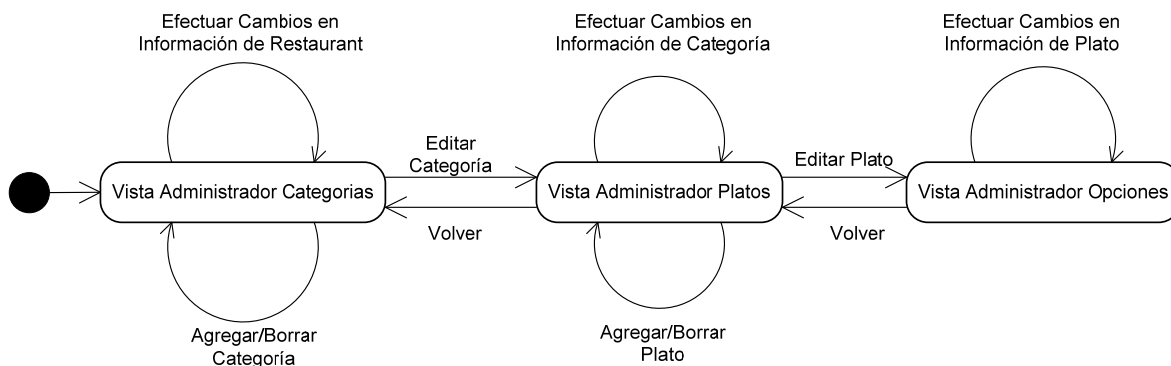 Efectuar Cambios en
Información de Restaurant
Efectuar Cambios en
Información de Categoría
Efectuar Cambios en
Información de Plato
Editar
Categoría
Editar Plato
Vista Administrador Categorias
Vista Administrador Platos
Vista Administrador Opciones
Volver
Volver
Agregar/Borrar
Categoría
Agregar/Borrar
Plato